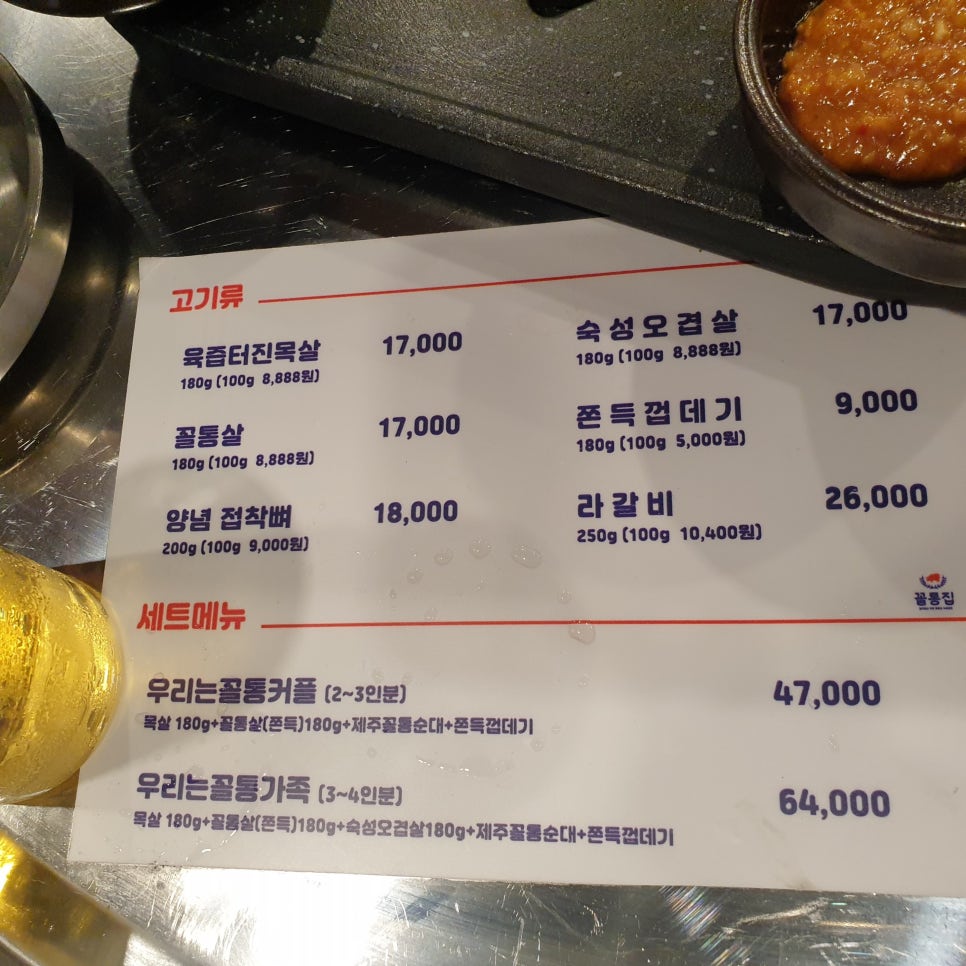 고기류
육즙터진목살 17,000
180g (100g 8,888원)
꼴통살 17,000
180g (100g 8,888원)
양념 접착뼈 18,000
200g (100g 9,000원)
숙성오겹살 17,000
180g (100g 8,888원)
쫀득껍데기 9,000
180g (100g 5,000원)
라갈비 26,000
250g (100g 10,400원)
꼴통집
세트메뉴
우리는꼴통커플 (2~3인분) 47,000
목살 180g+꼴통살(쫀득)180g+제주꼴통순대+쫀득껍데기
우리는꼴통가족 (3~4인분) 64,000
목살 180g+꼴통살(쫀득)180g+숙성오겹살180g+제주꼴통순대+쫀득껍데기